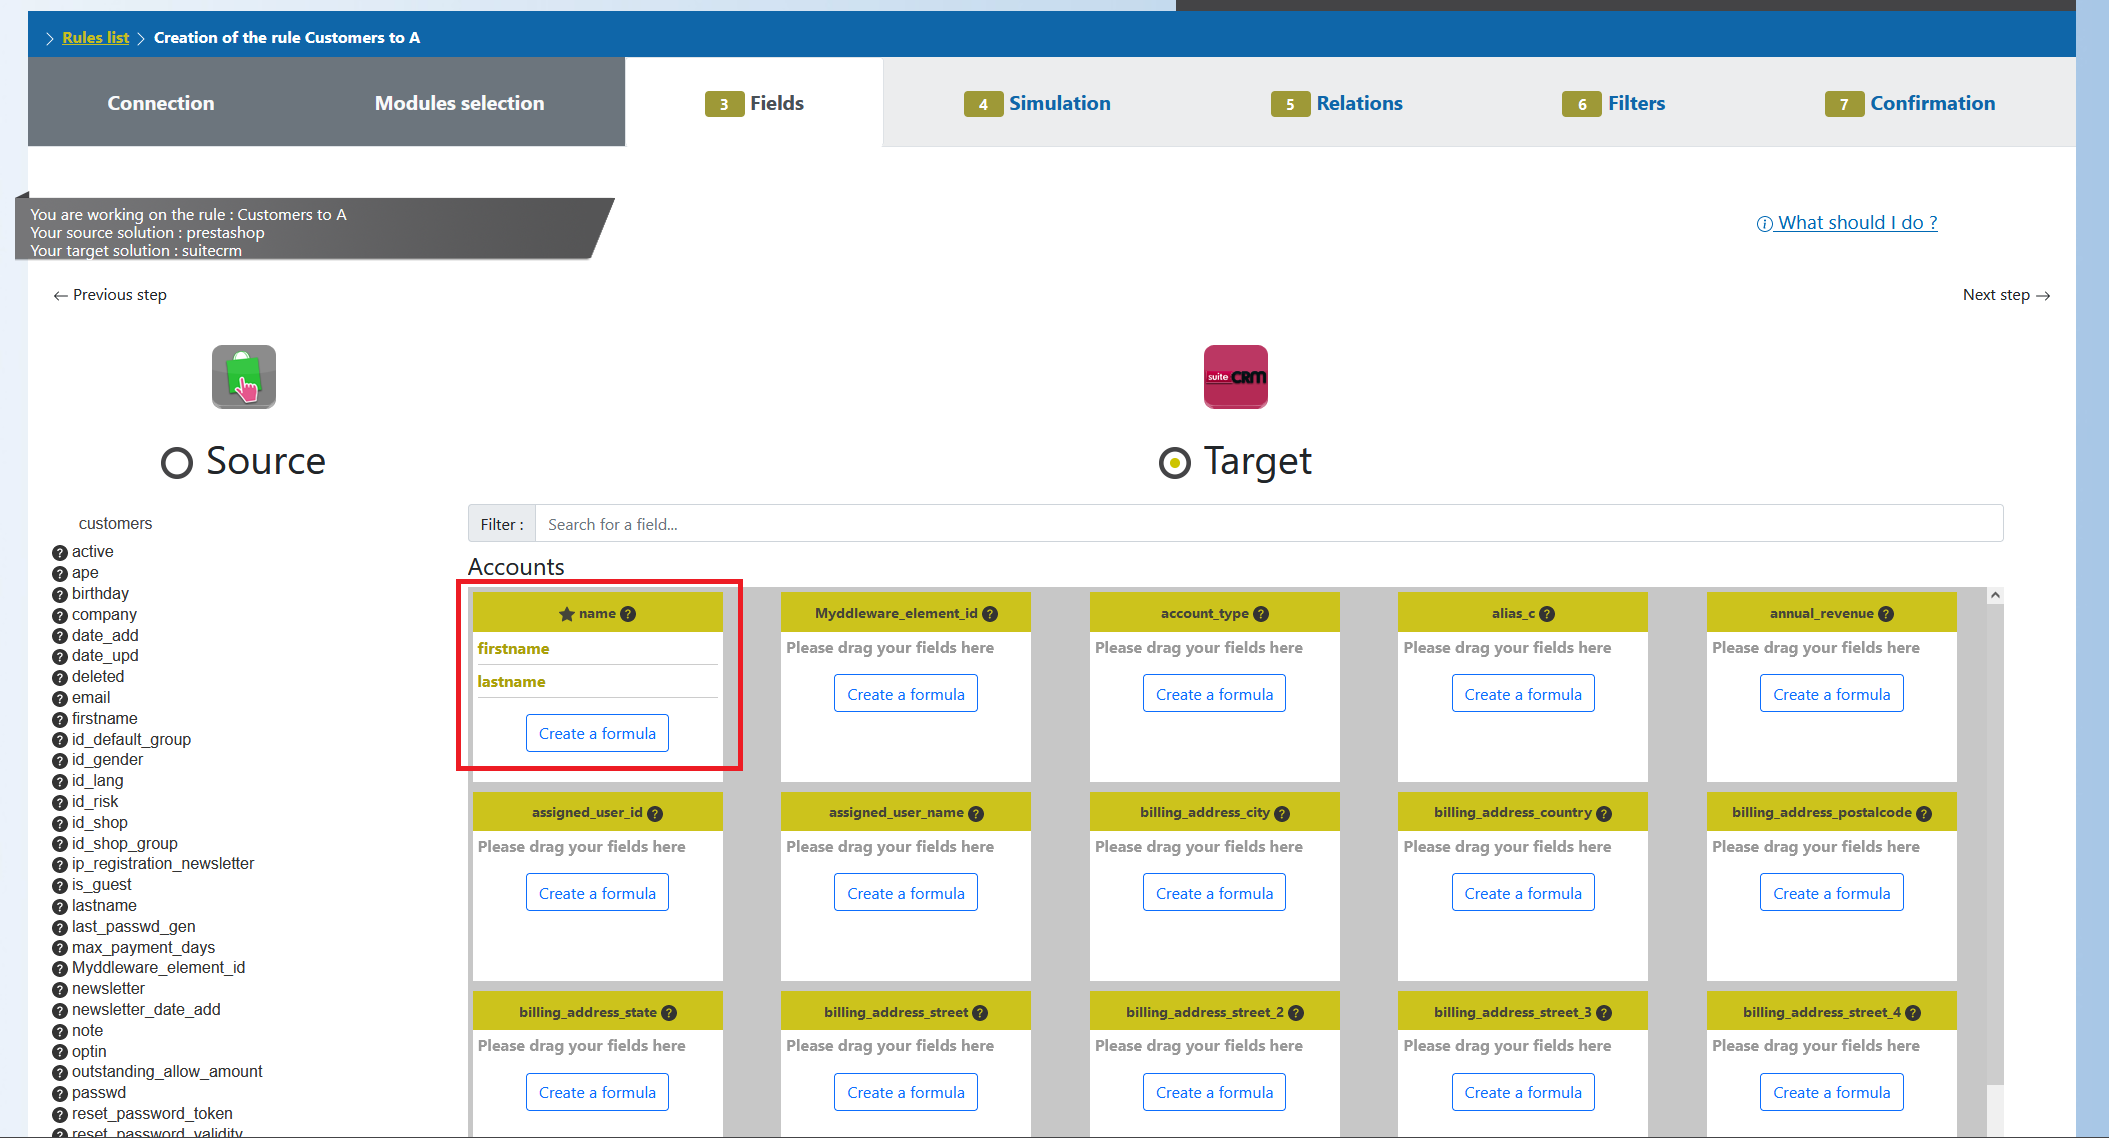 Rules list Creation of the rule Customers to A
Connection Modules selection 3 Fields 4 Simulation 5 Relations 6 Filters 7 Confirmation
You are working on the rule : Customers to A
Your source solution : prestashop
Your target solution : suitecrm
What should I do ?
← Previous step
Next step →
suite CRM
Source
Target
customers
active
ape
birthday
company
date_add
date_upd
deleted
email
firstname
id_default_group
id_gender
id_lang
id_risk
id_shop
id_shop_group
ip_registration_newsletter
is_guest
lastname
last_passwd_gen
max_payment_days
Myddleware_element_id
newsletter
newsletter_date_add
note
optin
outstanding_allow_amount
passwd
reset_password_token
reset_password_validity
Filter : Search for a field...
Accounts
name
firstname
lastname
Create a formula
Myddleware_element_id
Please drag your fields here
Create a formula
account_type
Please drag your fields here
Create a formula
alias_c
Please drag your fields here
Create a formula
annual_revenue
Please drag your fields here
Create a formula
assigned_user_id
Please drag your fields here
Create a formula
assigned_user_name
Please drag your fields here
Create a formula
billing_address_city
Please drag your fields here
Create a formula
billing_address_country
Please drag your fields here
Create a formula
billing_address_postalcode
Please drag your fields here
Create a formula
billing_address_state
Please drag your fields here
Create a formula
billing_address_street
Please drag your fields here
Create a formula
billing_address_street_2
Please drag your fields here
Create a formula
billing_address_street_3
Please drag your fields here
Create a formula
billing_address_street_4
Please drag your fields here
Create a formula